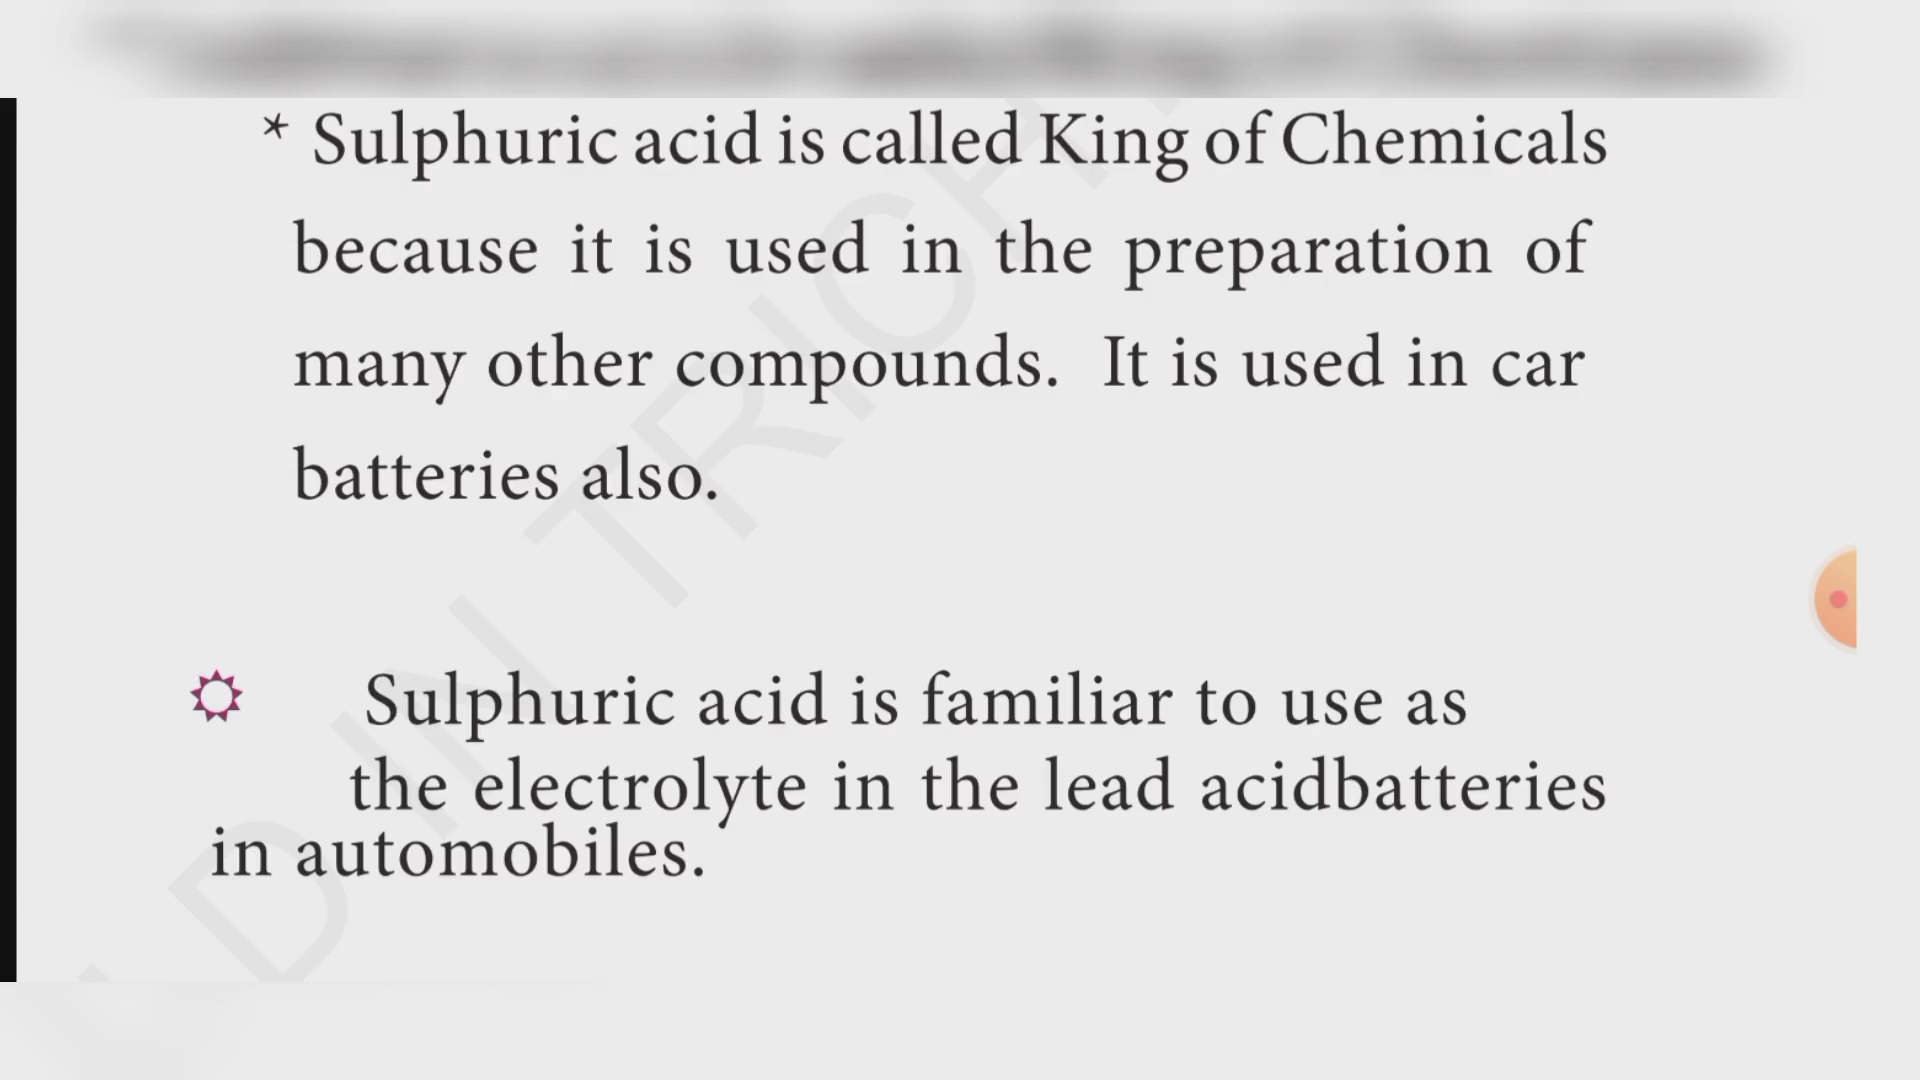 * Sulphuric acid is called King of Chemicals
because it is used in the preparation of
many other compounds. It is used in car
batteries also.
Sulphuric acid is familiar to use as
the electrolyte in the lead acidbatteries
in automobiles.
D IN TRICH